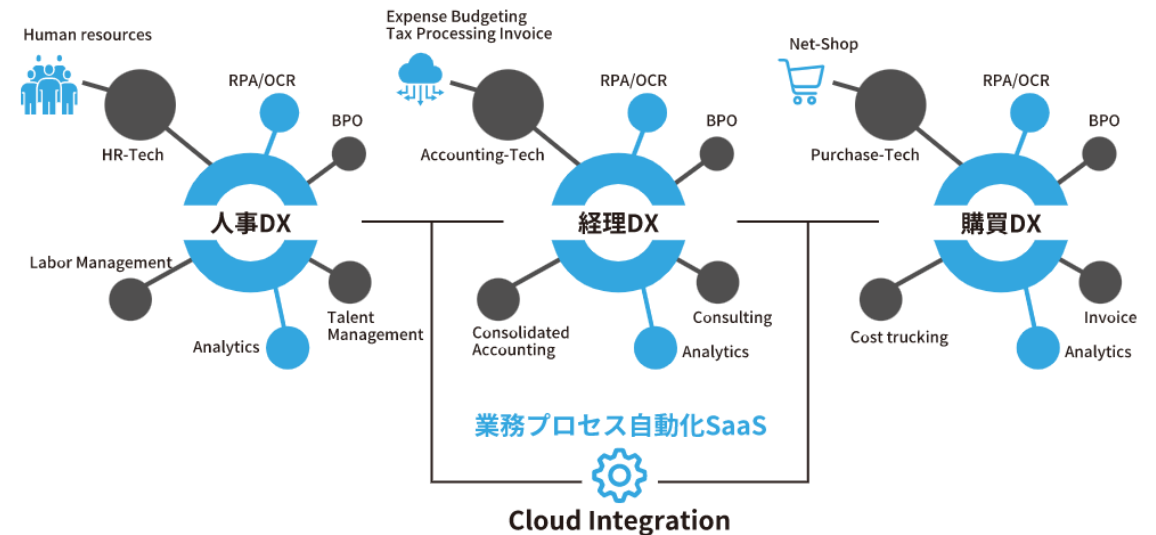 Human resources
HR-Tech
RPA/OCR
BPO
人事DX
Labor Management
Talent
Management
Analytics
Expense Budgeting
Tax Processing Invoice
Accounting-Tech
RPA/OCR
BPO
経理DX
Consolidated
Accounting
Consulting
Analytics
Net-Shop
Purchase-Tech
RPA/OCR
BPO
購買DX
Cost trucking
Invoice
Analytics
業務プロセス自動化SaaS
Cloud Integration